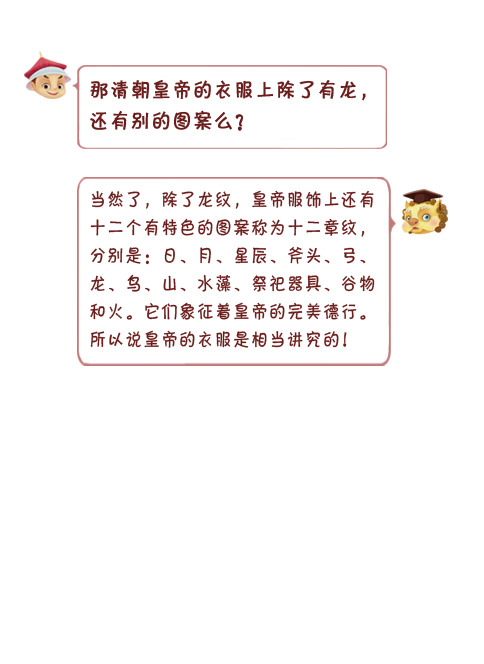 那清朝皇帝的衣服上除了有龙，
还有别的图案么？
当然了，除了龙纹，皇帝服饰上还有
十二个有特色的图案称为十二章纹，
分别是：日、月、星辰、斧头、弓、
龙、鸟、山、水藻、祭祀器具、谷物
和火。它们象征着皇帝的完美德行。
所以说皇帝的衣服是相当讲究的！